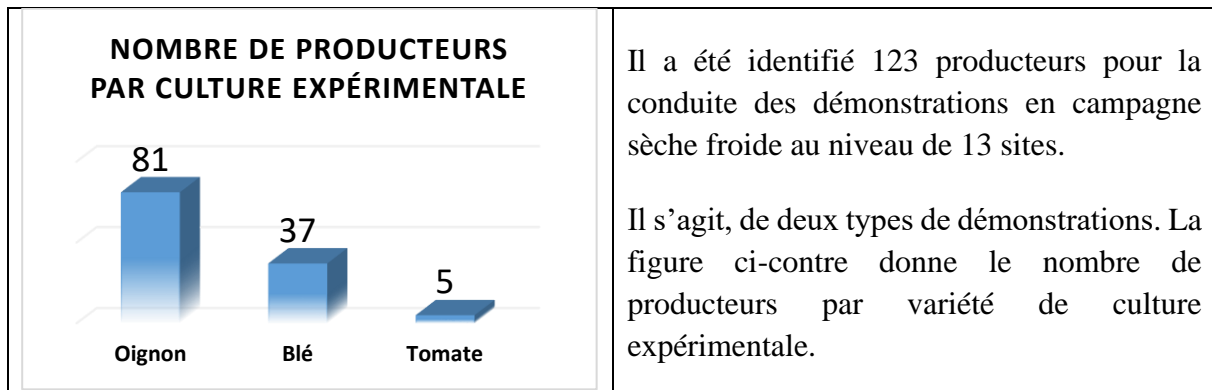 NOMBRE DE PRODUCTEURS
PAR CULTURE EXPÉRIMENTALE
81
37
5
Oignon
Blé
Tomate
Il a été identifié 123 producteurs pour la
conduite des démonstrations en campagne
sèche froide au niveau de 13 sites.
Il s’agit, de deux types de démonstrations. La
figure ci-contre donne le nombre de
producteurs par variété de culture
expérimentale.